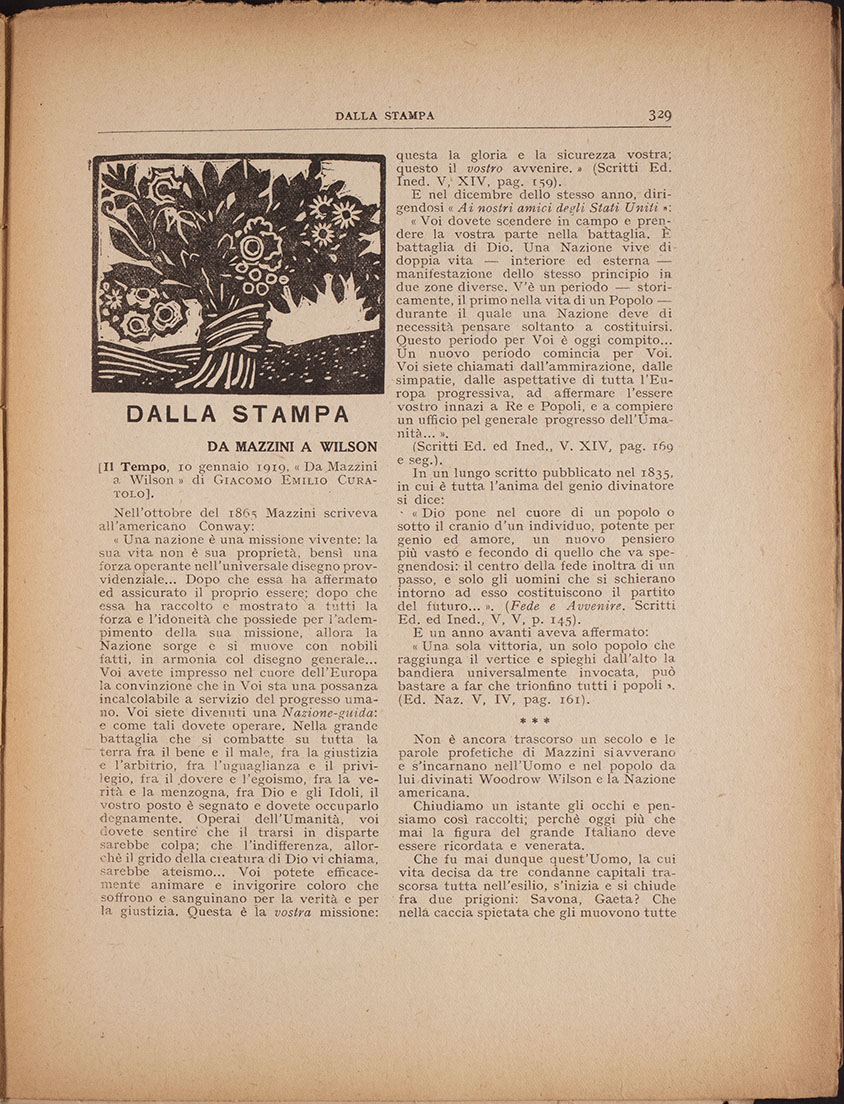 DALLA STAMPA
329
DALLA STAMPA
DA MAZZINI A WILSON
[Il Tempo, 10 gennaio 1919, « Da Mazzini
a Wilson » di GIACOMO EMILIO CURA-
TOLO].
Nell'ottobre del 1865 Mazzini scriveva
all'americano Conway:
« Una nazione è una missione vivente: la
sua vita non è sua proprietà, bensì una
forza operante nell'universale disegno prov-
videnziale... Dopo che essa ha affermato
ed assicurato il proprio essere; dopo che
essa ha raccolto e mostrato a tutti la
forza e l'idoneità che possiede per l'adem-
pimento della sua missione, allora la
Nazione sorge e si muove con nobili
fatti, in armonia col disegno generale...
Voi avete impresso nel cuore dell'Europa
la convinzione che in Voi sta una possanza
incalcolabile a servizio del progresso uma-
no. Voi siete divenuti una Nazione-guida:
e come tali dovete operare. Nella grande
battaglia che si combatte su tutta la
terra fra il bene e il male, fra la giustizia
e l'arbitrio, fra l'uguaglianza e il privi-
legio, fra il dovere e l'egoismo, fra la ve-
rità e la menzogna, fra Dio e gli Idoli, il
vostro posto è segnato e dovete occuparlo
degnamente. Operai dell'Umanità, voi
dovete sentire che il trarsi in disparte
sarebbe colpa; che l'indifferenza, allor-
chè il grido della creatura di Dio vi chiama,
sarebbe ateismo... Voi potete efficace-
mente animare e invigorire coloro che
soffrono e sanguinano per la verità e per
la giustizia. Questa è la vostra missione:
questa la gloria e la sicurezza vostra;
questo il vostro avvenire. » (Scritti Ed.
Ined. V, XIV, pag. 159).
E nel dicembre dello stesso anno, diri-
gendosi « Ai nostri amici degli Stati Uniti »:
« Voi dovete scendere in campo e pren-
dere la vostra parte nella battaglia. È
battaglia di Dio. Una Nazione vive di
doppia vita — interiore ed esterna —
manifestazione dello stesso principio in
due zone diverse. V'è un periodo — stori-
camente, il primo nella vita di un Popolo —
durante il quale una Nazione deve di
necessità pensare soltanto a costituirsi.
Questo periodo per Voi è oggi compito...
Un nuovo periodo comincia per Voi.
Voi siete chiamati dall'ammirazione, dalle
simpatie, dalle aspettative di tutta l'Eu-
ropa progressiva, ad affermare l'essere
vostro innazi a Re e Popoli, e a compiere
un ufficio pel generale progresso dell'Uma-
nità... ».
(Scritti Ed. ed Ined., V. XIV, pag. 169
e seg.).
In un lungo scritto pubblicato nel 1835,
in cui è tutta l'anima del genio divinatore
si dice:
« Dio pone nel cuore di un popolo o
sotto il cranio d'un individuo, potente per
genio ed amore, un nuovo pensiero
più vasto e fecondo di quello che va spe-
gnendosi: il centro della fede inoltra di un
passo, e solo gli uomini che si schierano
intorno ad esso costituiscono il partito
del futuro... ». (Fede e Avvenire. Scritti
Ed. ed Ined., V, V, p. 145).
E un anno avanti aveva affermato:
« Una sola vittoria, un solo popolo che
raggiunga il vertice e spieghi dall'alto la
bandiera universalmente invocata, può
bastare a far che trionfino tutti i popoli ».
(Ed. Naz. V, IV, pag. 161).
* * *
Non è ancora trascorso un secolo e le
parole profetiche di Mazzini si avverano
e s'incarnano nell'Uomo e nel popolo da
lui divinati Woodrow Wilson e la Nazione
americana.
Chiudiamo un istante gli occhi e pen-
siamo così raccolti; perchè oggi più che
mai la figura del grande Italiano deve
essere ricordata e venerata.
Che fu mai dunque quest'Uomo, la cui
vita decisa da tre condanne capitali tra-
scorsa tutta nell'esilio, s'inizia e si chiude
fra due prigioni: Savona, Gaeta? Che
nella caccia spietata che gli muovono tutte